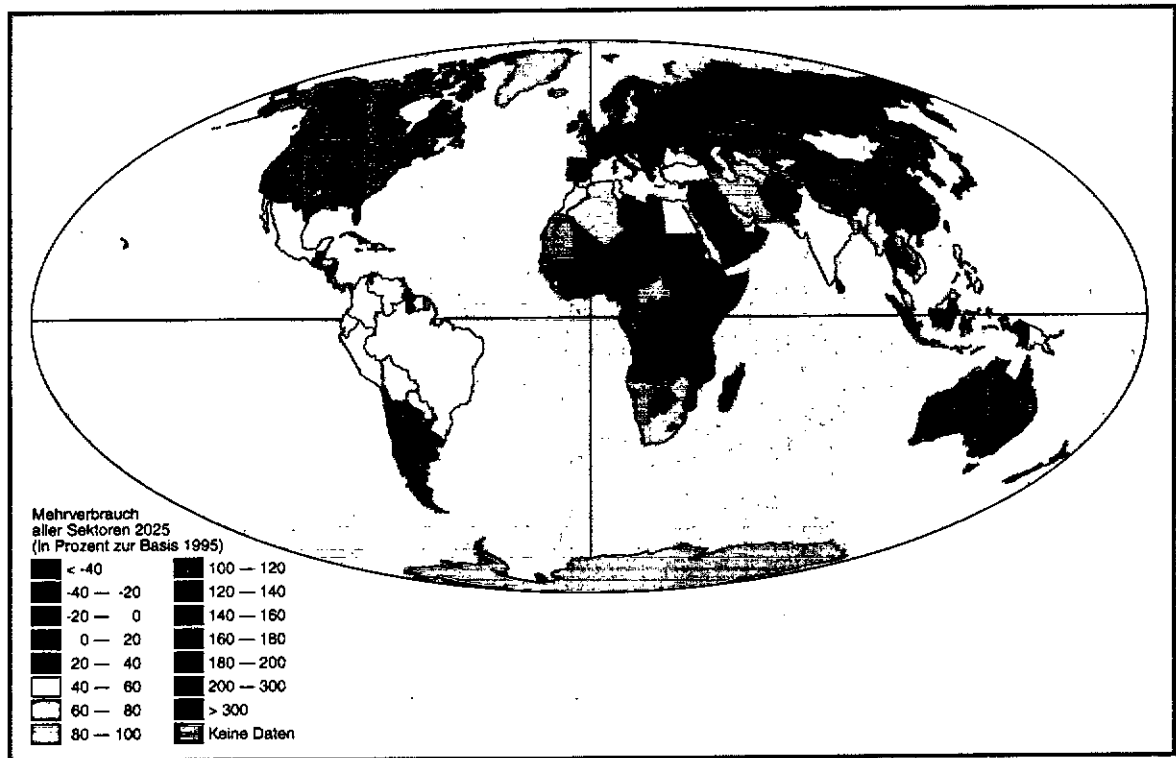 Mehrverbrauch
aller Sektoren 2025
(in Prozent zur Basis 1995)
< -40
-40 — -20
-20 — 0
0 — 20
20 — 40
40 — 60
60 — 80
80 — 100
100 — 120
120 — 140
140 — 160
160 — 180
180 — 200
200 — 300
> 300
Keine Daten